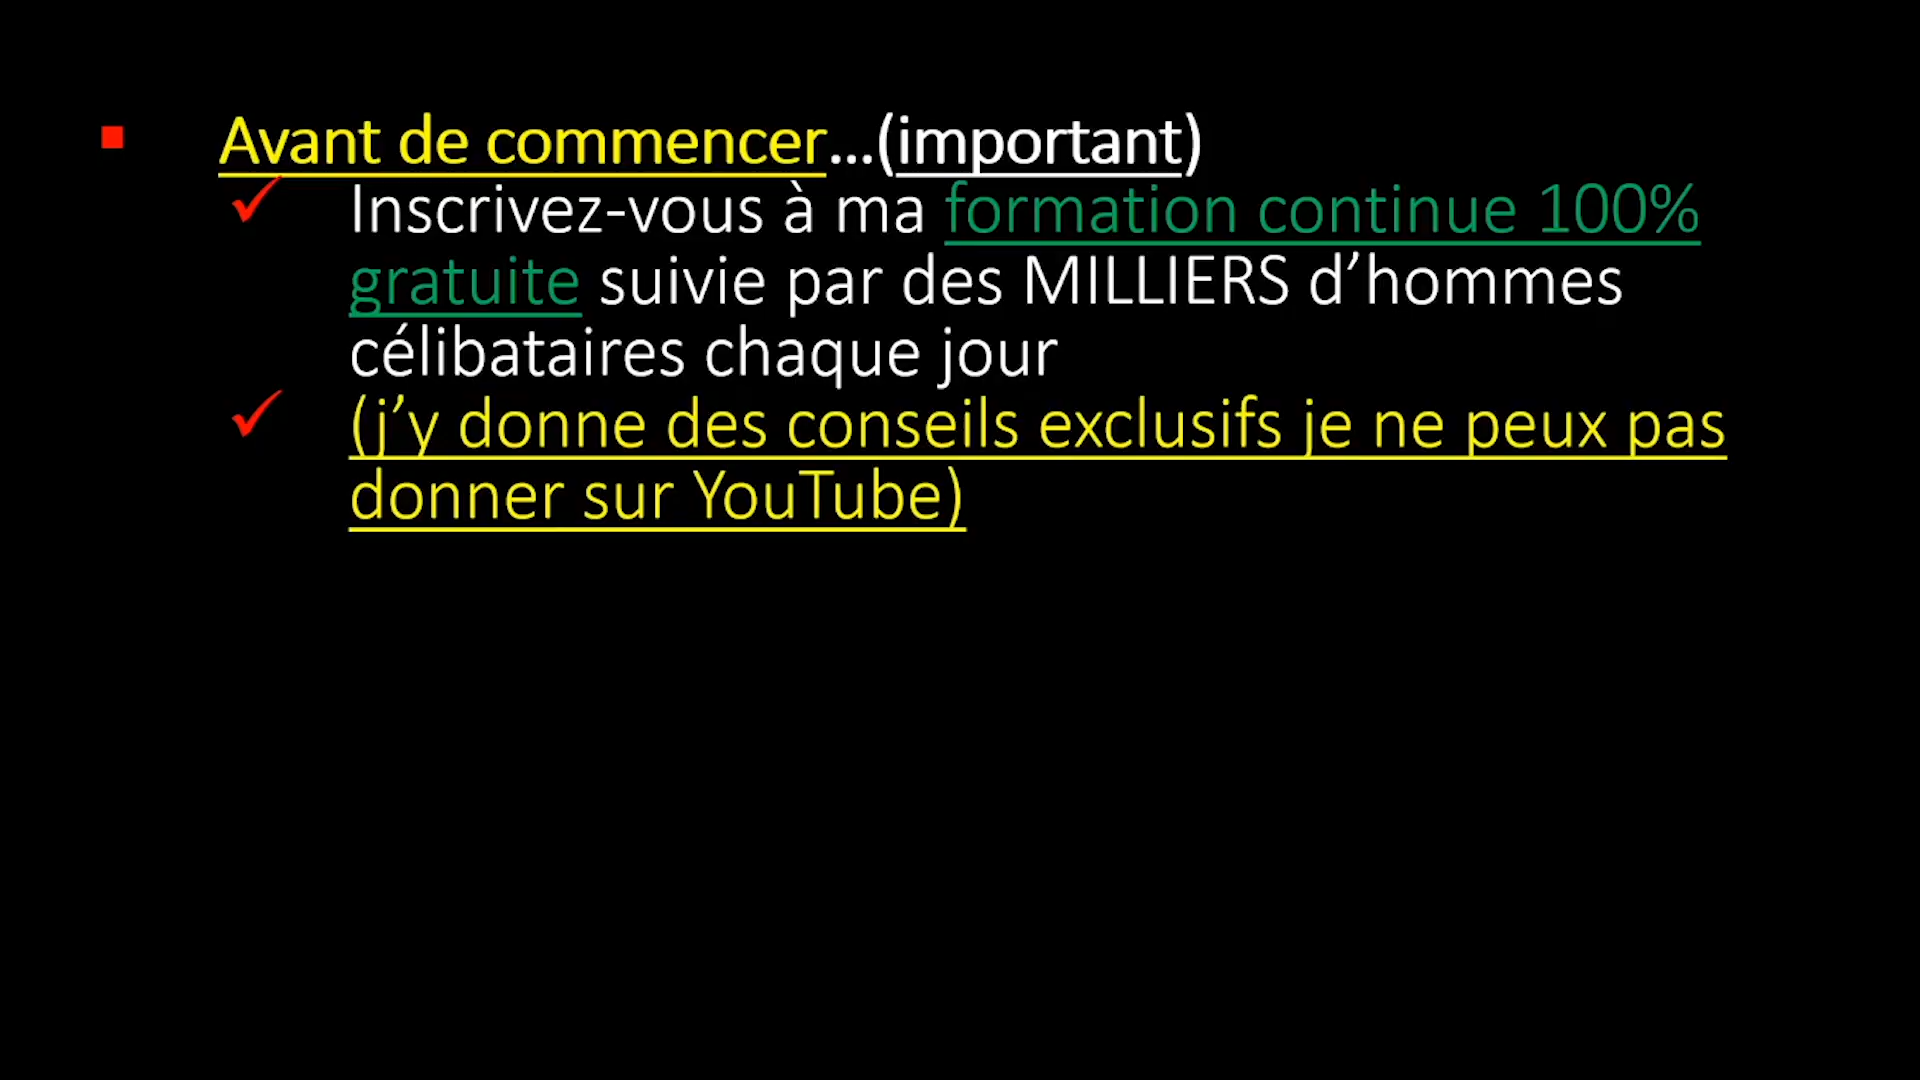 Avant de commencer...(important)
Inscrivez-vous à ma formation continue 100%
gratuite suivie par des MILLIERS d’hommes
célibataires chaque jour
(j’y donne des conseils exclusifs je ne peux pas
donner sur YouTube)